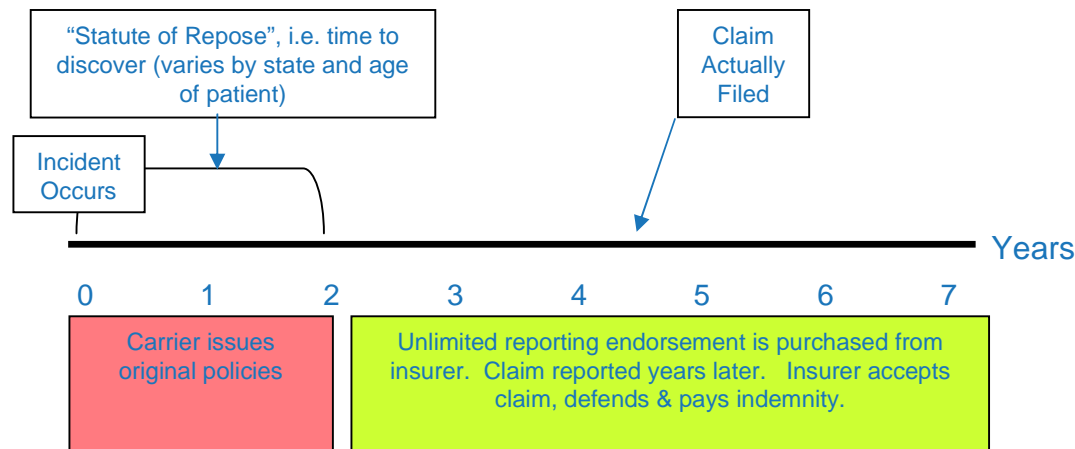 “Statute of Repose”, i.e. time to
discover (varies by state and age
of patient)
Claim
Actually
Filed
Incident
Occurs
Years
0 1 2 3 4 5 6 7
Carrier issues
original policies
Unlimited reporting endorsement is purchased from
insurer. Claim reported years later. Insurer accepts
claim, defends & pays indemnity.